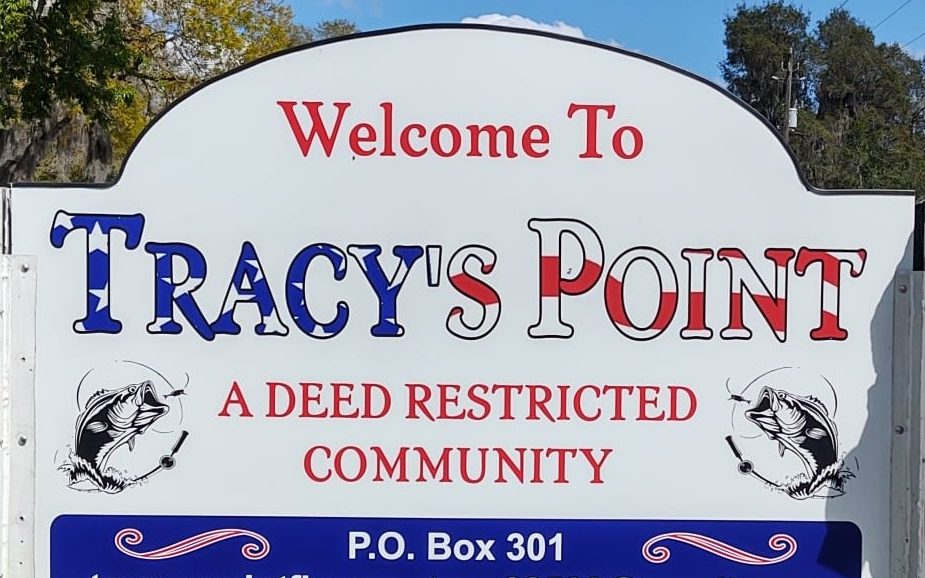 Welcome To
TRACY'S POINT
A DEED RESTRICTED
COMMUNITY
P.O. Box 301